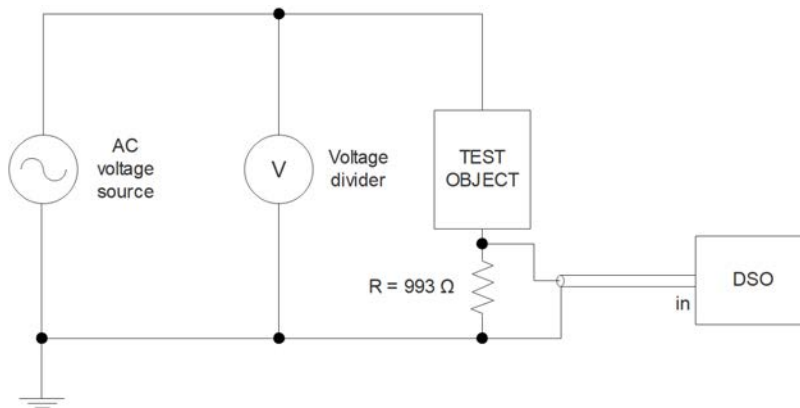 AC
voltage
source
V
Voltage
divider
TEST
OBJECT
R = 993 Ω
in
DSO